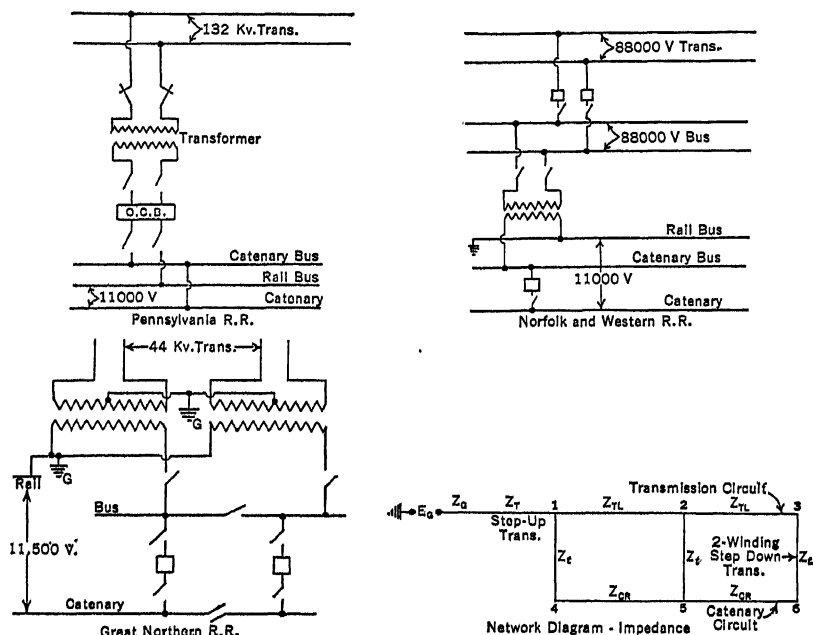 132 Kv.Trans.
Transformer
O.C.B.
Catenary Bus
Rail Bus
11000 V
Catonary
Pennsylvania R.R.
88000 V Trans.
88000 V Bus
Rail Bus
Catenary Bus
11000 V
Catenary
Norfolk and Western R.R.
44 Kv.Trans.
G
G
Rail
Bus
11,500 V.
Catenary
Great Northern R.R.
Transmission Circuit
E_G Z_G Z_T 1 Z_TL 2 Z_TL 3
Stop-Up
Trans.
2-Winding
Step Down
Trans.
Z_t Z_t Z_t
Z_CR Z_CR
4 5 6
Catenary
Circuit
Network Diagram - Impedance